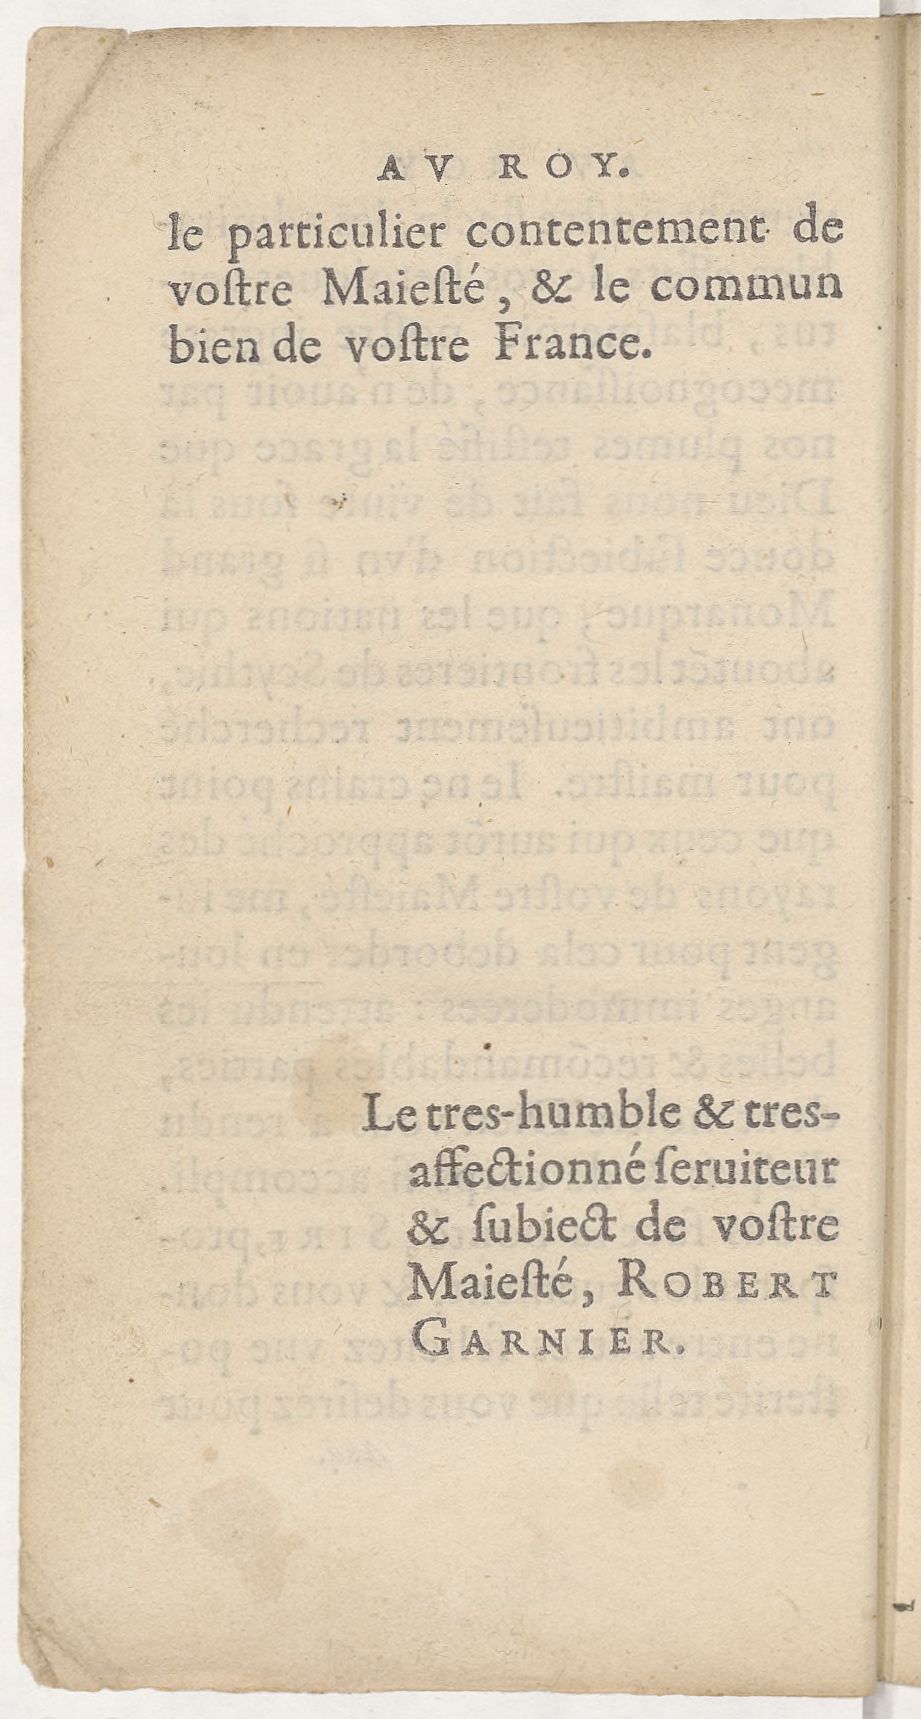 AV ROY.
le particulier contentement de
voſtre Maieſté, & le commun
bien de voſtre France.
Le tres-humble & tres-
affectionné ſeruiteur
& ſubiect de voſtre
Maieſté, ROBERT
GARNIER.